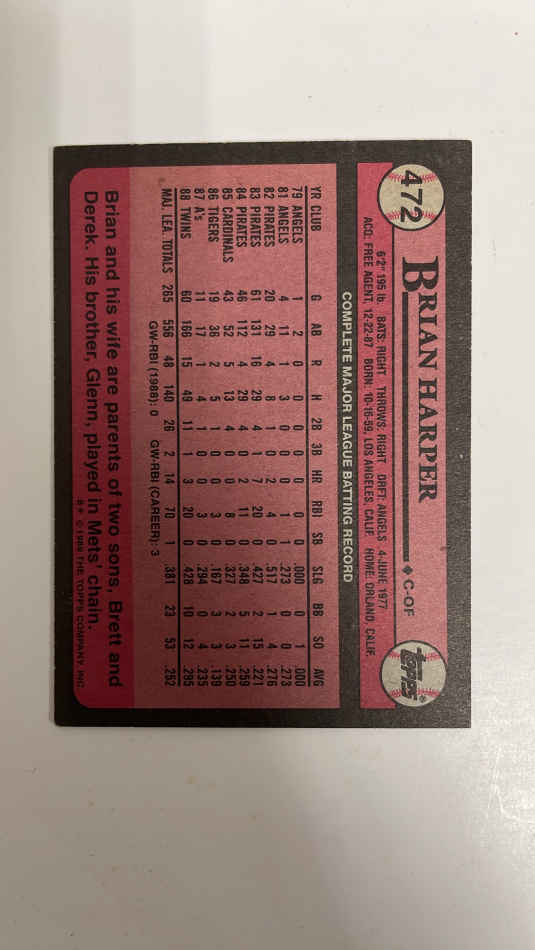 472
BRIAN HARPER ♦ C-OF
TOPPS®
6'2" 195 lb. BATS: RIGHT THROWS: RIGHT DRFT: ANGELS 4-JUNE 1977
ACQ: FREE AGENT, 12-22-87 BORN: 10-16-59, LOS ANGELES, CALIF. HOME: ORLAND, CALIF.
COMPLETE MAJOR LEAGUE BATTING RECORD
YR CLUB G AB R H 2B 3B HR RBI SB SLG BB SO AVG
79 ANGELS 1 2 0 0 0 0 0 0 0 .000 0 1 .000
81 ANGELS 4 11 1 3 0 0 0 1 1 .273 0 0 .273
82 PIRATES 20 29 4 8 1 0 2 4 0 .517 1 4 .276
83 PIRATES 61 131 16 29 4 1 7 20 0 .427 2 15 .221
84 PIRATES 46 112 4 29 4 0 2 11 0 .348 5 11 .259
85 CARDINALS 43 52 5 13 4 0 0 8 0 .327 2 3 .250
86 TIGERS 19 36 2 5 1 0 0 3 0 .167 3 3 .139
87 A's 11 17 1 4 1 0 0 3 0 .294 0 4 .235
88 TWINS 60 166 15 49 11 1 3 20 0 .428 10 12 .295
MAJ. LEA. TOTALS 265 556 48 140 26 2 14 70 1 .381 23 53 .252
GW-RBI (1988): 0 GW-RBI (CAREER): 3
Brian and his wife are parents of two sons, Brett and
Derek. His brother, Glenn, played in Mets' chain.
© 1989 THE TOPPS COMPANY, INC.